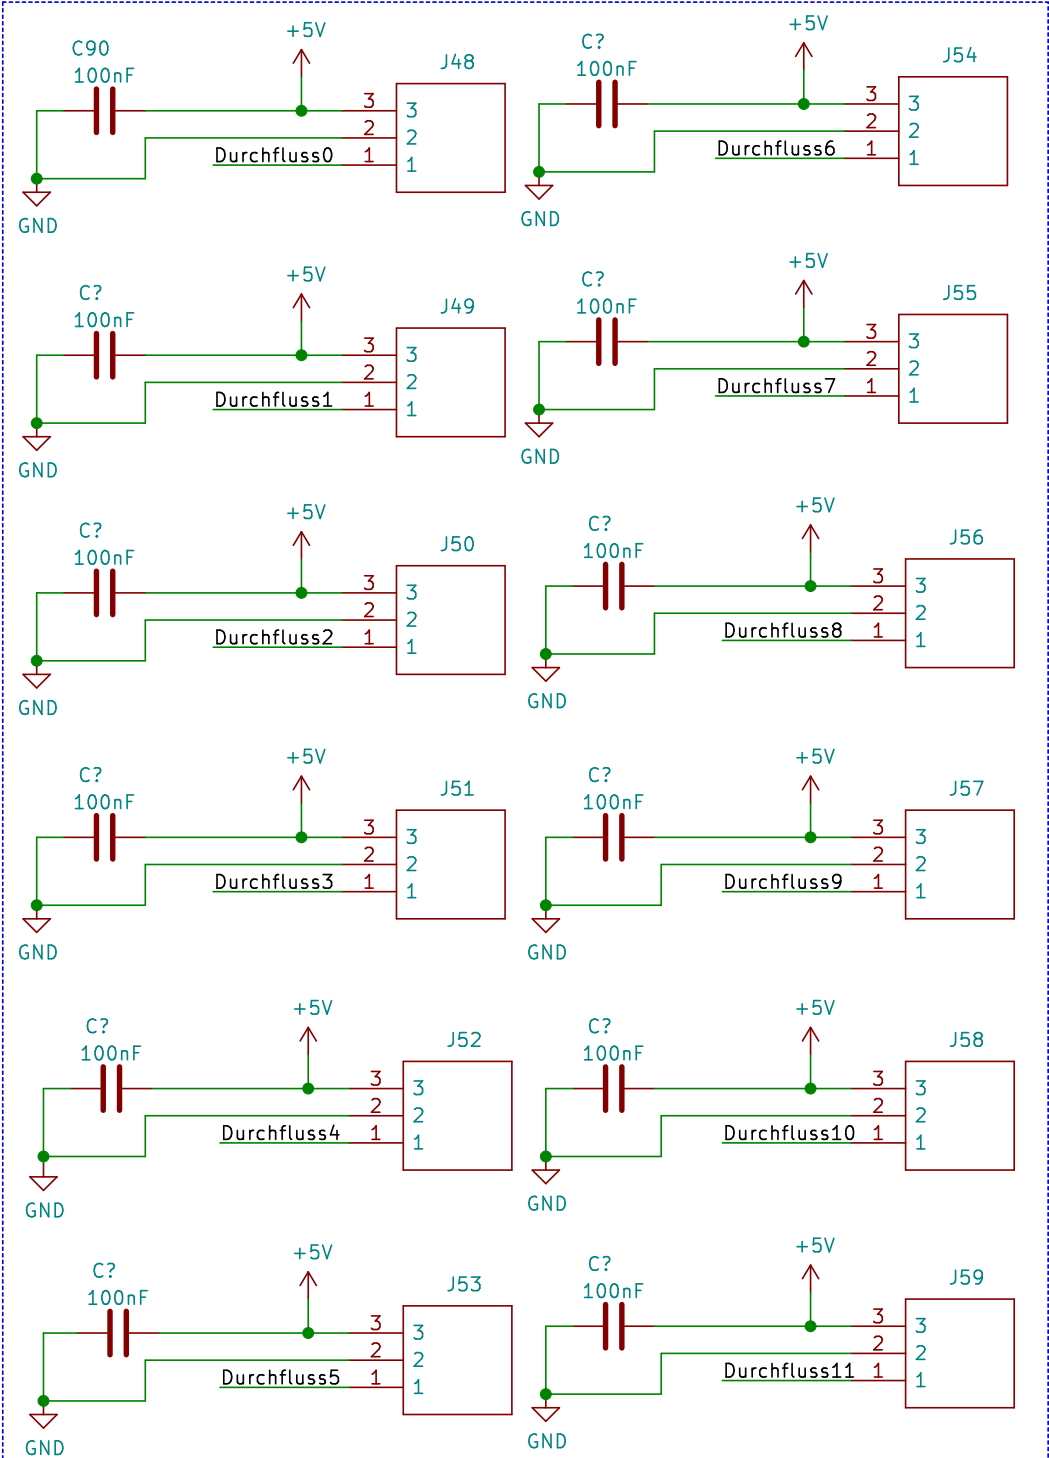 +5V
C90
100nF
J48
3 3
2 2
Durchfluss0 1 1
GND
+5V
C?
100nF
J54
3 3
2 2
Durchfluss6 1 1
GND
+5V
C?
100nF
J49
3 3
2 2
Durchfluss1 1 1
GND
+5V
C?
100nF
J55
3 3
2 2
Durchfluss7 1 1
GND
+5V
C?
100nF
J50
3 3
2 2
Durchfluss2 1 1
GND
+5V
C?
100nF
J56
3 3
2 2
Durchfluss8 1 1
GND
+5V
C?
100nF
J51
3 3
2 2
Durchfluss3 1 1
GND
+5V
C?
100nF
J57
3 3
2 2
Durchfluss9 1 1
GND
+5V
C?
100nF
J52
3 3
2 2
Durchfluss4 1 1
GND
+5V
C?
100nF
J58
3 3
2 2
Durchfluss10 1 1
GND
+5V
C?
100nF
J53
3 3
2 2
Durchfluss5 1 1
GND
+5V
C?
100nF
J59
3 3
2 2
Durchfluss11 1 1
GND